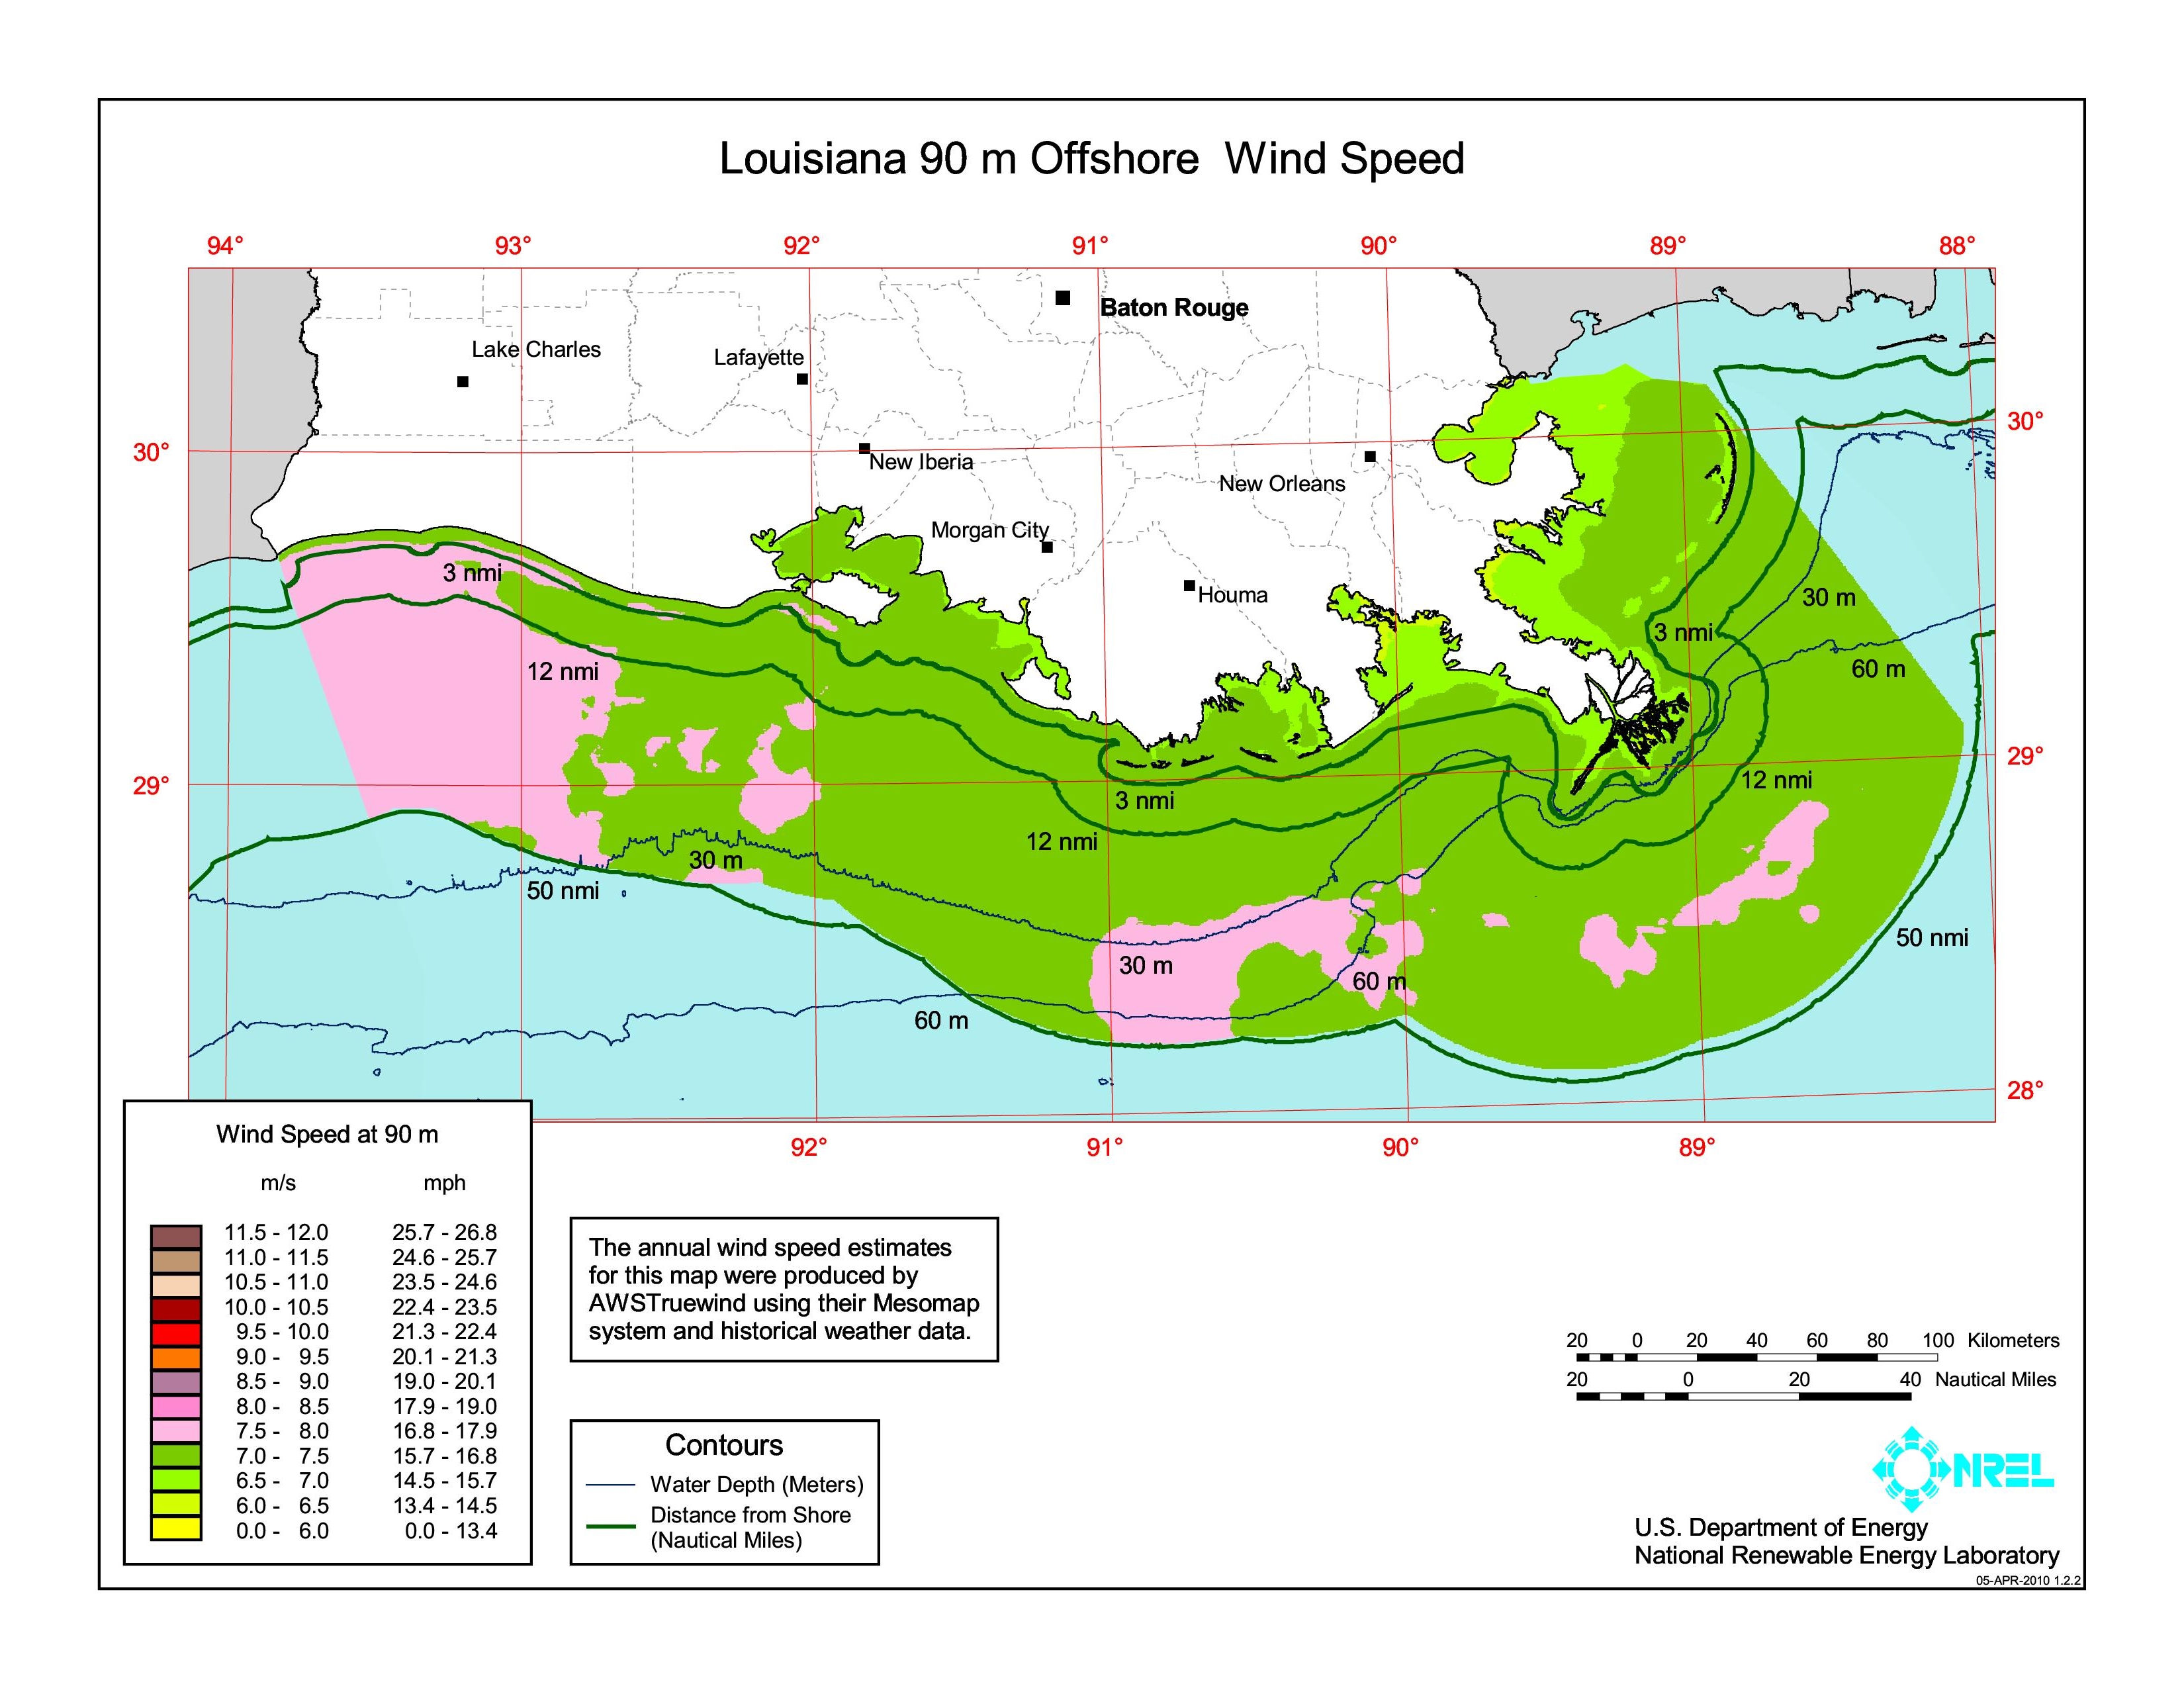 Louisiana 90 m Offshore Wind Speed
94° 93° 92° 91° 90° 89° 88°
Baton Rouge
Lake Charles
Lafayette
30° 30°
New Iberia
New Orleans
Morgan City
3 nmi
Houma
30 m
3 nmi
12 nmi
60 m
29° 29°
12 nmi
3 nmi
12 nmi
30 m
50 nmi
50 nmi
30 m
60 m
60 m
28°
92° 91° 90° 89°
Wind Speed at 90 m
m/s mph
11.5 - 12.0 25.7 - 26.8
11.0 - 11.5 24.6 - 25.7
10.5 - 11.0 23.5 - 24.6
10.0 - 10.5 22.4 - 23.5
9.5 - 10.0 21.3 - 22.4
9.0 - 9.5 20.1 - 21.3
8.5 - 9.0 19.0 - 20.1
8.0 - 8.5 17.9 - 19.0
7.5 - 8.0 16.8 - 17.9
7.0 - 7.5 15.7 - 16.8
6.5 - 7.0 14.5 - 15.7
6.0 - 6.5 13.4 - 14.5
0.0 - 6.0 0.0 - 13.4
The annual wind speed estimates
for this map were produced by
AWSTruewind using their Mesomap
system and historical weather data.
Contours
Water Depth (Meters)
Distance from Shore
(Nautical Miles)
20 0 20 40 60 80 100 Kilometers
20 0 20 40 Nautical Miles
NREL
U.S. Department of Energy
National Renewable Energy Laboratory
05-APR-2010 1.2.2